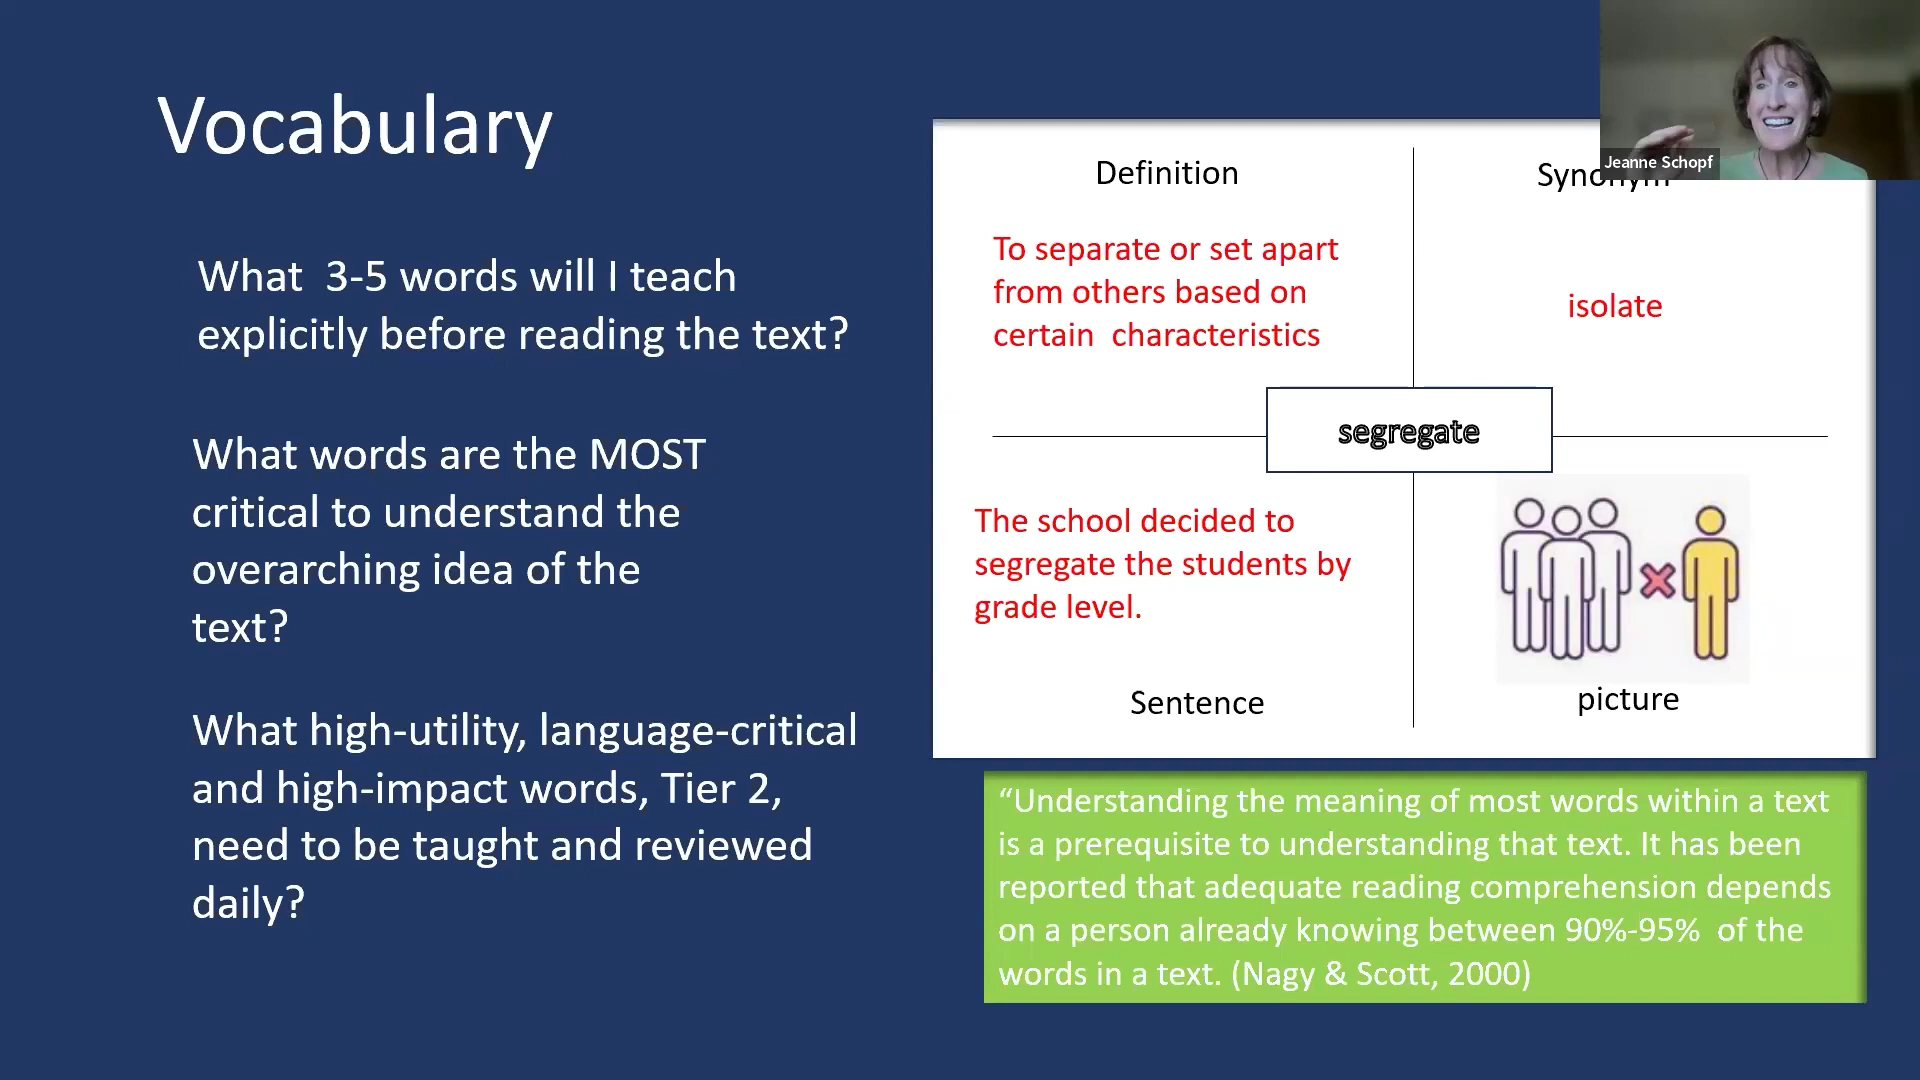 Vocabulary
What 3-5 words will I teach
explicitly before reading the text?
What words are the MOST
critical to understand the
overarching idea of the
text?
What high-utility, language-critical
and high-impact words, Tier 2,
need to be taught and reviewed
daily?
Definition
To separate or set apart
from others based on
certain characteristics
Synonym
isolate
segregate
The school decided to
segregate the students by
grade level.
Sentence
picture
“Understanding the meaning of most words within a text
is a prerequisite to understanding that text. It has been
reported that adequate reading comprehension depends
on a person already knowing between 90%-95% of the
words in a text. (Nagy & Scott, 2000)
Jeanne Schopf